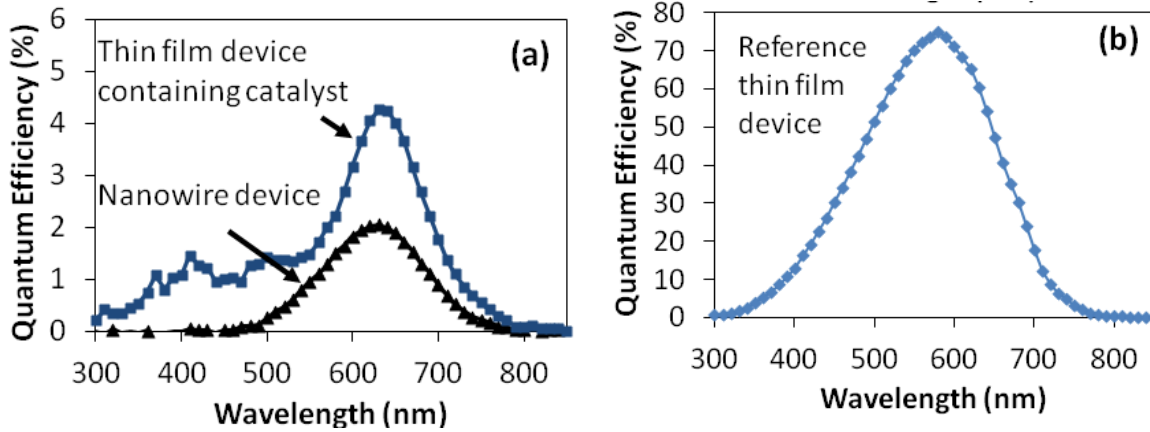 6
5
4
3
2
1
0
Quantum Efficiency (%)
Thin film device
containing catalyst
Nanowire device
(a)
300 400 500 600 700 800
Wavelength (nm)
80
70
60
50
40
30
20
10
0
Quantum Efficiency (%)
Reference
thin film
device
(b)
300 400 500 600 700 800
Wavelength (nm)